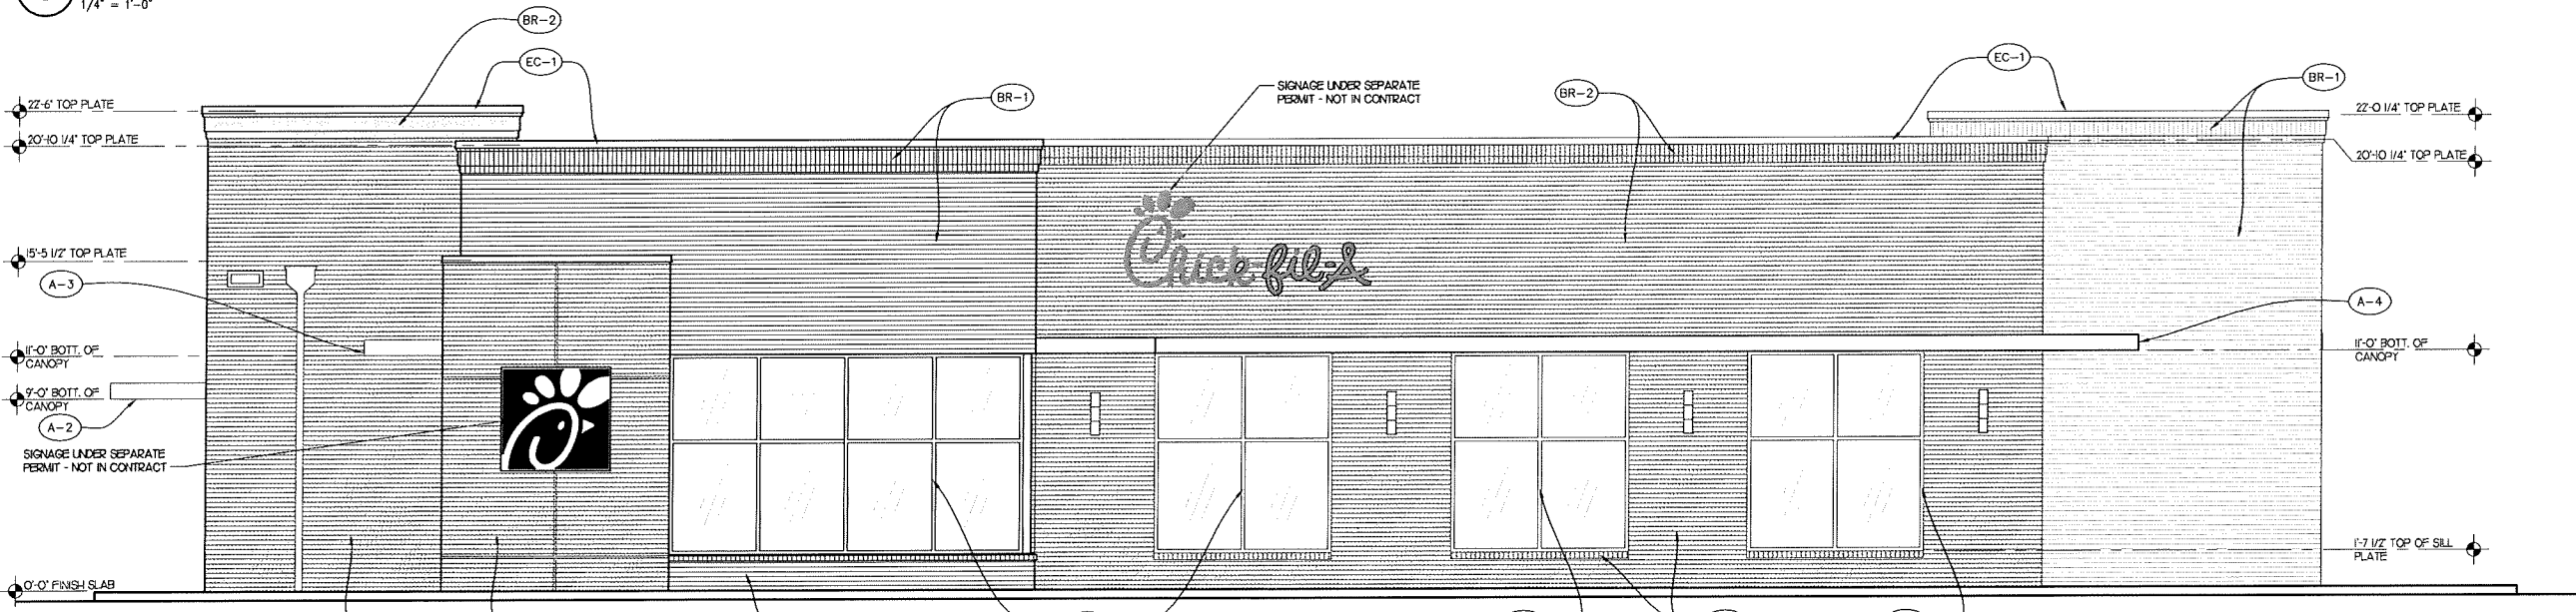 1/4" = 1'-0"
BR-2
EC-1
BR-1
SIGNAGE UNDER SEPARATE
PERMIT - NOT IN CONTRACT
BR-2
EC-1
BR-1
22'-6" TOP PLATE
20'-10 1/4" TOP PLATE
15'-5 1/2" TOP PLATE
A-3
11'-0" BOTT. OF
CANOPY
9'-0" BOTT. OF
CANOPY
A-2
SIGNAGE UNDER SEPARATE
PERMIT - NOT IN CONTRACT
0'-0" FINISH SLAB
Chick-fil-A
22'-0 1/4" TOP PLATE
20'-10 1/4" TOP PLATE
A-4
11'-0" BOTT. OF
CANOPY
1'-7 1/2" TOP OF SILL
PLATE